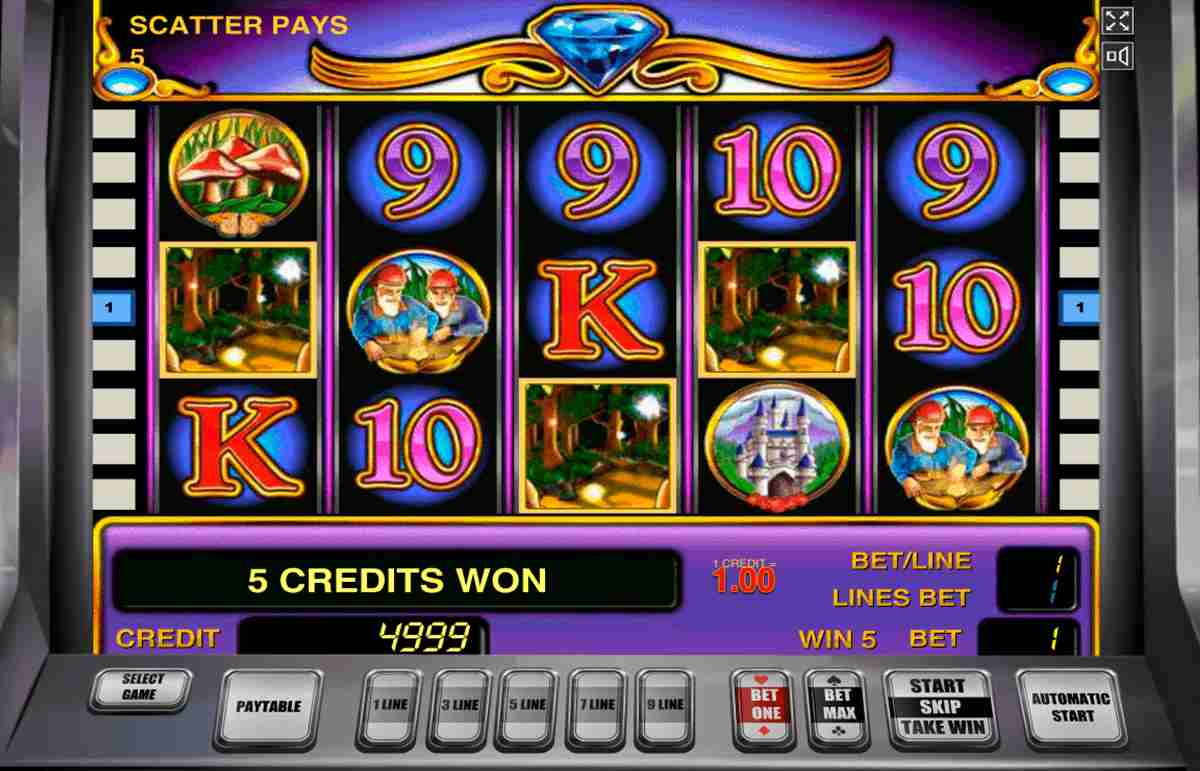 SCATTER PAYS
5
9 9 10 9
1 K 10 1
K 10
5 CREDITS WON
1 CREDIT =
1.00
BET/LINE 1
LINES BET 1
CREDIT 4999
WIN 5 BET 1
SELECT
GAME
PAYTABLE
1 LINE
3 LINE
5 LINE
7 LINE
9 LINE
BET
ONE
BET
MAX
START
SKIP
TAKE WIN
AUTOMATIC
START